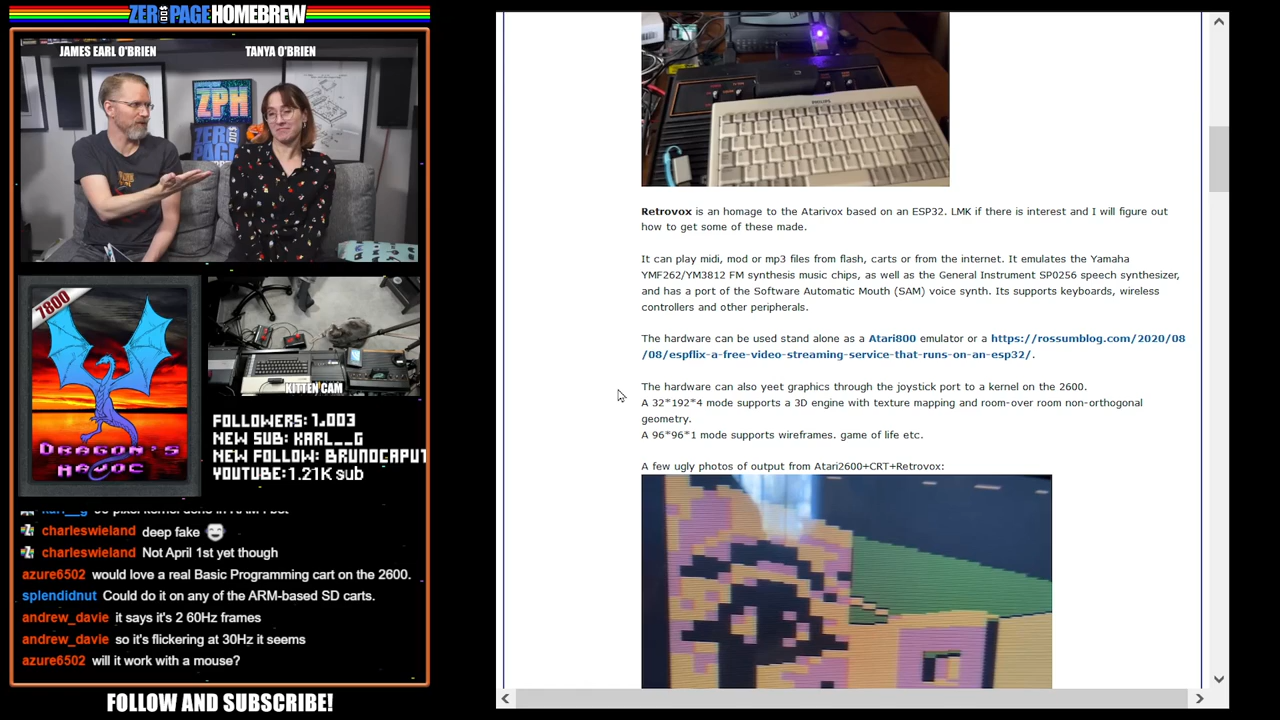 ZERO PAGE HOMEBREW
JAMES EARL O'BRIEN
TANYA O'BRIEN
ZPH
ZERO
PAGE
7800
DRAGON'S
HAVOC
KITTEN CAM
FOLLOWERS: 1,003
NEW SUB: KARL__G
NEW FOLLOW: BRUNOCAPUT
YOUTUBE: 1.21K sub
charleswieland deep fake
charleswieland Not April 1st yet though
azure6502 would love a real Basic Programming cart on the 2600.
splendidnut Could do it on any of the ARM-based SD carts.
andrew_davie it says it's 2 60Hz frames
andrew_davie so it's flickering at 30Hz it seems
azure6502 will it work with a mouse?
FOLLOW AND SUBSCRIBE!
PHILIPS
Retrovox is an homage to the Atarivox based on an ESP32. LMK if there is interest and I will figure out
how to get some of these made.
It can play midi, mod or mp3 files from flash, carts or from the internet. It emulates the Yamaha
YMF262/YM3812 FM synthesis music chips, as well as the General Instrument SP0256 speech synthesizer,
and has a port of the Software Automatic Mouth (SAM) voice synth. Its supports keyboards, wireless
controllers and other peripherals.
The hardware can be used stand alone as a Atari800 emulator or a https://rossumblog.com/2020/08
/08/espflix-a-free-video-streaming-service-that-runs-on-an-esp32/.
The hardware can also yeet graphics through the joystick port to a kernel on the 2600.
A 32*192*4 mode supports a 3D engine with texture mapping and room-over room non-orthogonal
geometry.
A 96*96*1 mode supports wireframes. game of life etc.
A few ugly photos of output from Atari2600+CRT+Retrovox: